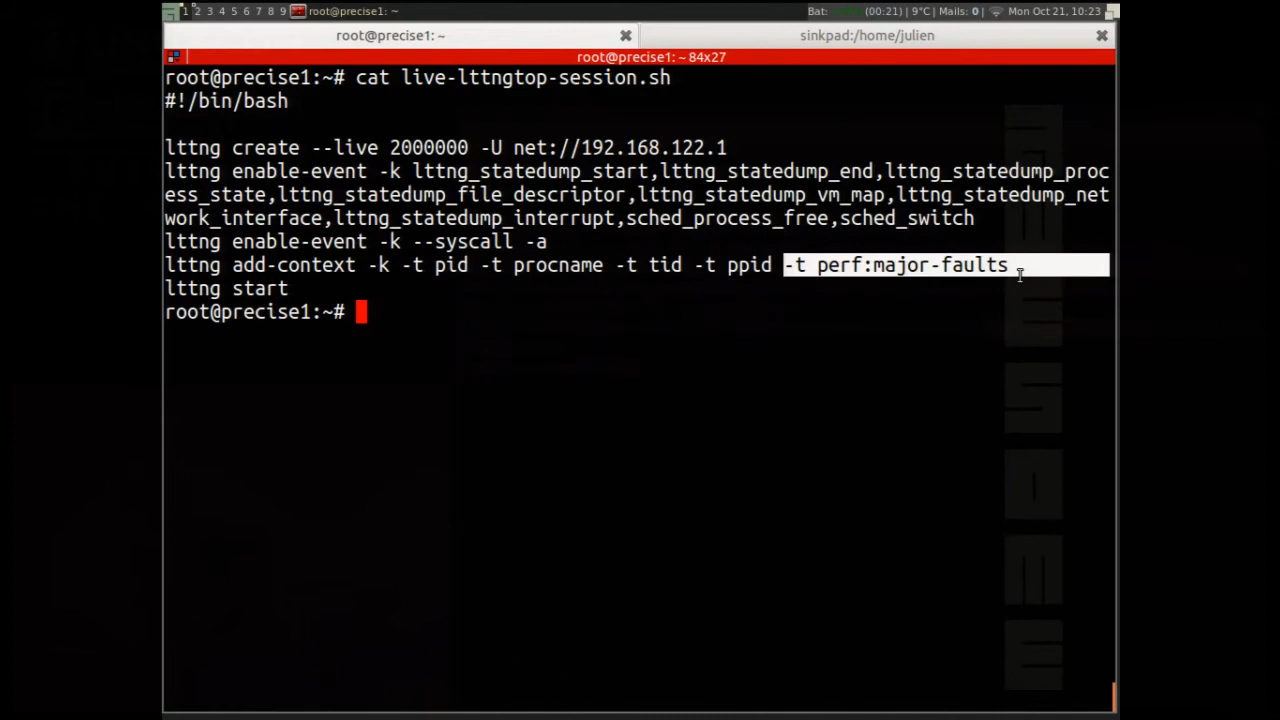 1 2 3 4 5 6 7 8 9 root@precise1: ~ Bat: (00:21) | 9°C | Mails: 0 | Mon Oct 21, 10:23
root@precise1: ~ sinkpad:/home/julien
root@precise1: ~ 84x27
root@precise1:~# cat live-lttngtop-session.sh
#!/bin/bash
lttng create --live 2000000 -U net://192.168.122.1
lttng enable-event -k lttng_statedump_start,lttng_statedump_end,lttng_statedump_proc
ess_state,lttng_statedump_file_descriptor,lttng_statedump_vm_map,lttng_statedump_net
work_interface,lttng_statedump_interrupt,sched_process_free,sched_switch
lttng enable-event -k --syscall -a
lttng add-context -k -t pid -t procname -t tid -t ppid -t perf:major-faults
lttng start
root@precise1:~#